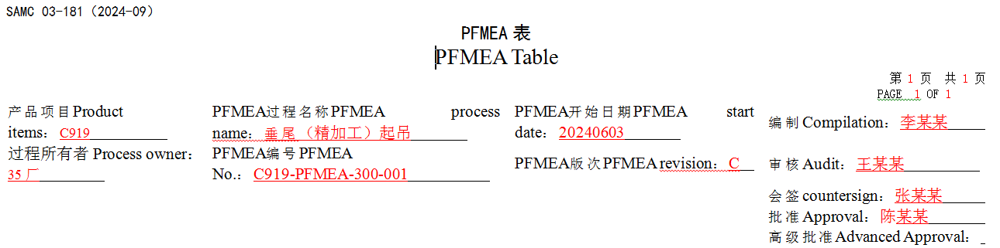 SAMC 03-181（2024-09）
PFMEA 表
PFMEA Table
第 1 页 共 1 页
PAGE 1 OF 1
产品项目Product
items：C919
过程所有者 Process owner：
35 厂
PFMEA过程名称PFMEA process
name：垂尾（精加工）起吊
PFMEA编号PFMEA
No.：C919-PFMEA-300-001
PFMEA开始日期PFMEA start
date：20240603
PFMEA版次PFMEA revision：C
编制 Compilation：李某某
审核 Audit：王某某
会签 countersign：张某某
批准 Approval：陈某某
高级批准 Advanced Approval：